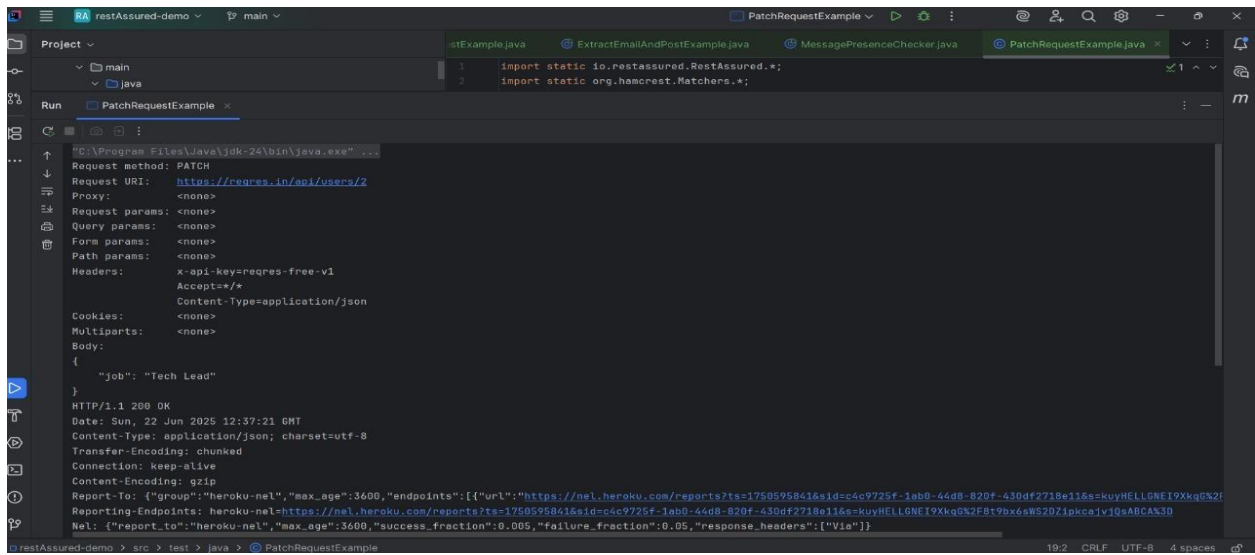 RA restAssured-demo main PatchRequestExample
Project
stExample.java ExtractEmailAndPostExample.java MessagePresenceChecker.java PatchRequestExample.java
main
1 import static io.restassured.RestAssured.*;
1
java
2 import static org.hamcrest.Matchers.*;
Run PatchRequestExample
m
"C:\Program Files\Java\jdk-24\bin\java.exe" ...
Request method: PATCH
Request URI: https://reqres.in/api/users/2
Proxy: <none>
Request params: <none>
Query params: <none>
Form params: <none>
Path params: <none>
Headers: x-api-key=reqres-free-v1
Accept=*/*
Content-Type=application/json
Cookies: <none>
Multiparts: <none>
Body:
{
"job": "Tech Lead"
}
HTTP/1.1 200 OK
Date: Sun, 22 Jun 2025 12:37:21 GMT
Content-Type: application/json; charset=utf-8
Transfer-Encoding: chunked
Connection: keep-alive
Content-Encoding: gzip
Report-To: {"group":"heroku-nel","max_age":3600,"endpoints":[{"url":"https://nel.heroku.com/reports?ts=1750595841&sid=c4c9725f-1ab0-44d8-820f-430df2718e11&s=kuyHELLGNEI9XkqG%2F
Reporting-Endpoints: heroku-nel=https://nel.heroku.com/reports?ts=1750595841&sid=c4c9725f-1ab0-44d8-820f-430df2718e11&s=kuyHELLGNEI9XkqG%2F8t9bx6sWS2DZipkcajvjQsABCA%3D
Nel: {"report_to":"heroku-nel","max_age":3600,"success_fraction":0.005,"failure_fraction":0.05,"response_headers":["Via"]}
restAssured-demo > src > test > java > PatchRequestExample 19:2 CRLF UTF-8 4 spaces